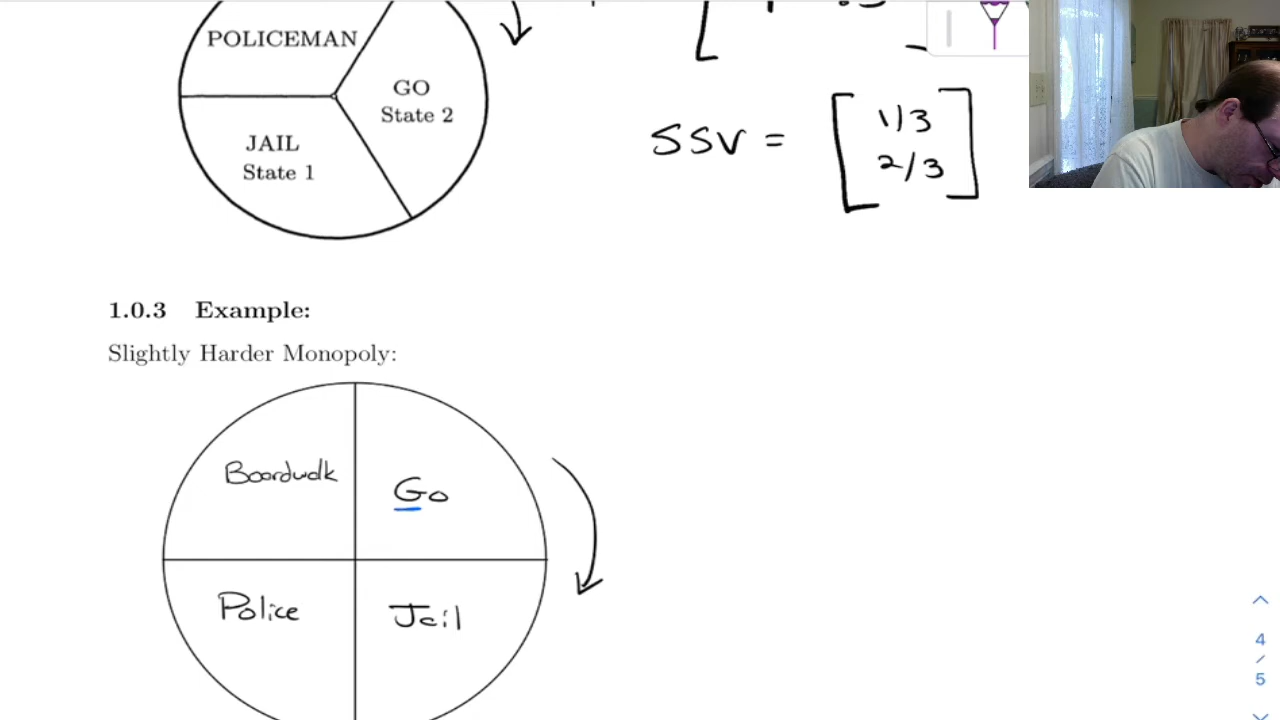 POLICEMAN
GO
State 2
JAIL
State 1
SSV = [ 1/3
2/3 ]
1.0.3 Example:
Slightly Harder Monopoly:
Boardwalk
Go
Police
Jail
4
/
5